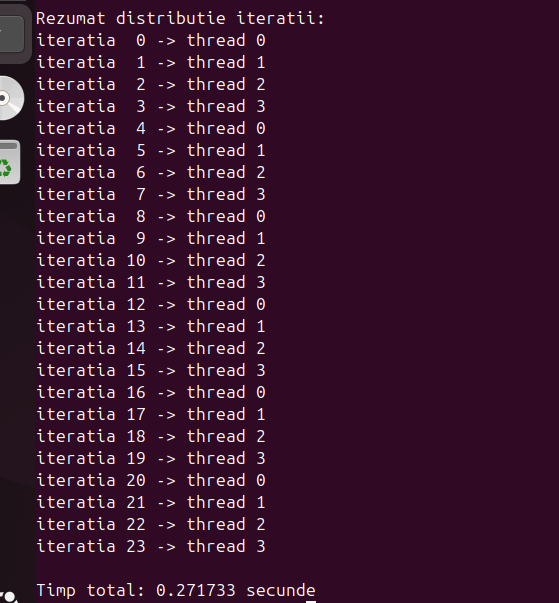 Rezumat distributie iteratii:
iteratia  0 -> thread 0
iteratia  1 -> thread 1
iteratia  2 -> thread 2
iteratia  3 -> thread 3
iteratia  4 -> thread 0
iteratia  5 -> thread 1
iteratia  6 -> thread 2
iteratia  7 -> thread 3
iteratia  8 -> thread 0
iteratia  9 -> thread 1
iteratia 10 -> thread 2
iteratia 11 -> thread 3
iteratia 12 -> thread 0
iteratia 13 -> thread 1
iteratia 14 -> thread 2
iteratia 15 -> thread 3
iteratia 16 -> thread 0
iteratia 17 -> thread 1
iteratia 18 -> thread 2
iteratia 19 -> thread 3
iteratia 20 -> thread 0
iteratia 21 -> thread 1
iteratia 22 -> thread 2
iteratia 23 -> thread 3
Timp total: 0.271733 secunde